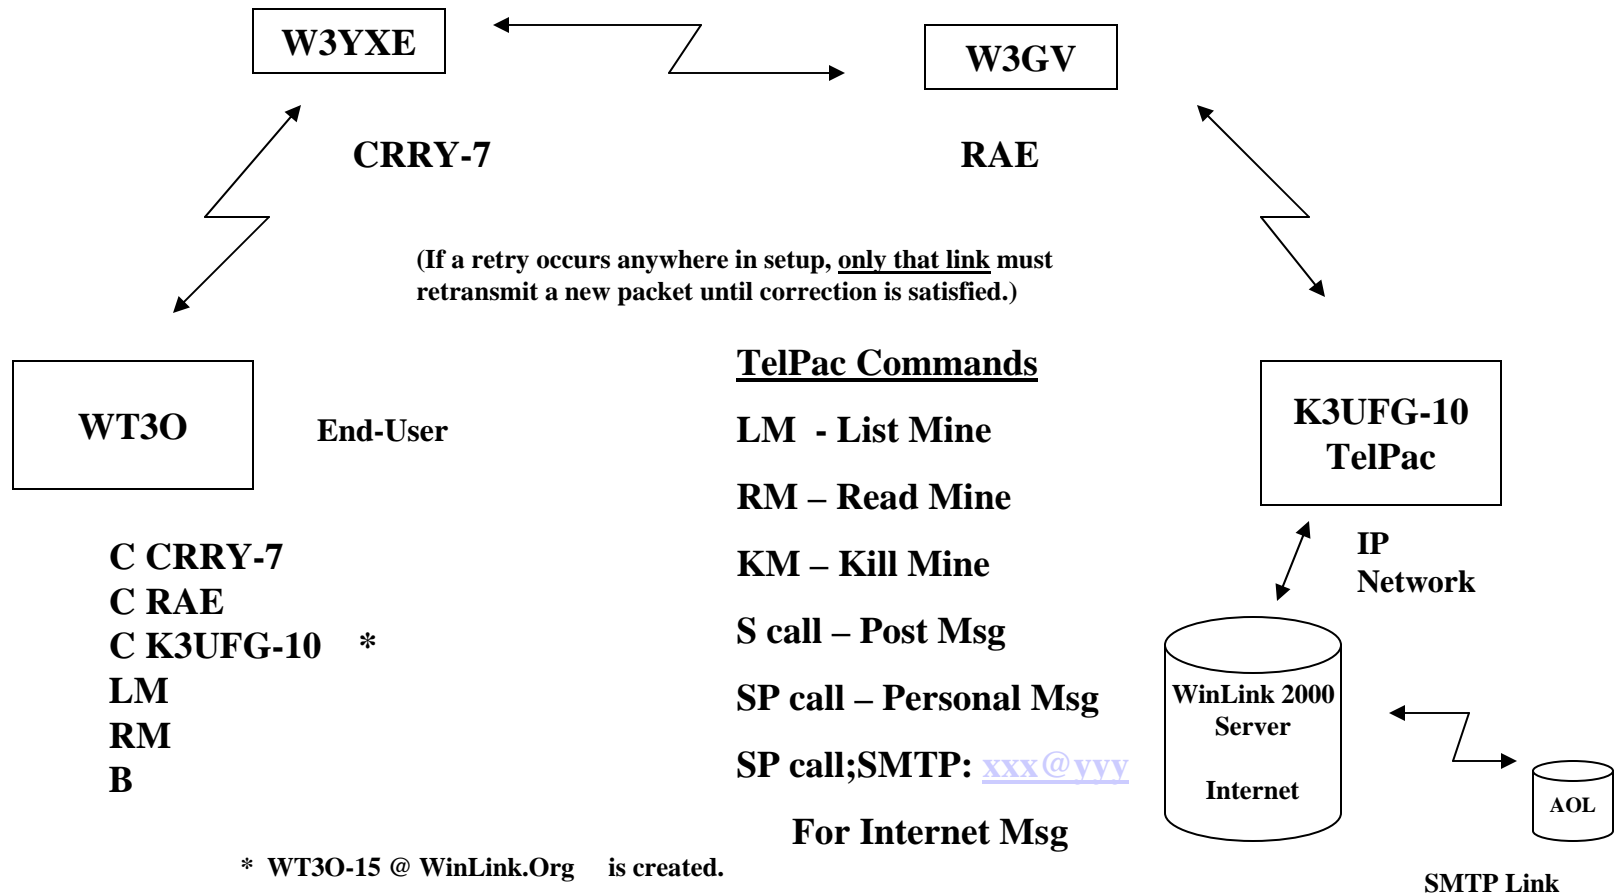 W3YXE
W3GV
CRRY-7
RAE
(If a retry occurs anywhere in setup, only that link must
retransmit a new packet until correction is satisfied.)
WT3O
End-User
C CRRY-7
C RAE
C K3UFG-10 *
LM
RM
B
* WT3O-15 @ WinLink.Org is created.
TelPac Commands
LM - List Mine
RM – Read Mine
KM – Kill Mine
S call – Post Msg
SP call – Personal Msg
SP call;SMTP: xxx@yyy
For Internet Msg
K3UFG-10
TelPac
IP
Network
WinLink 2000
Server
Internet
AOL
SMTP Link